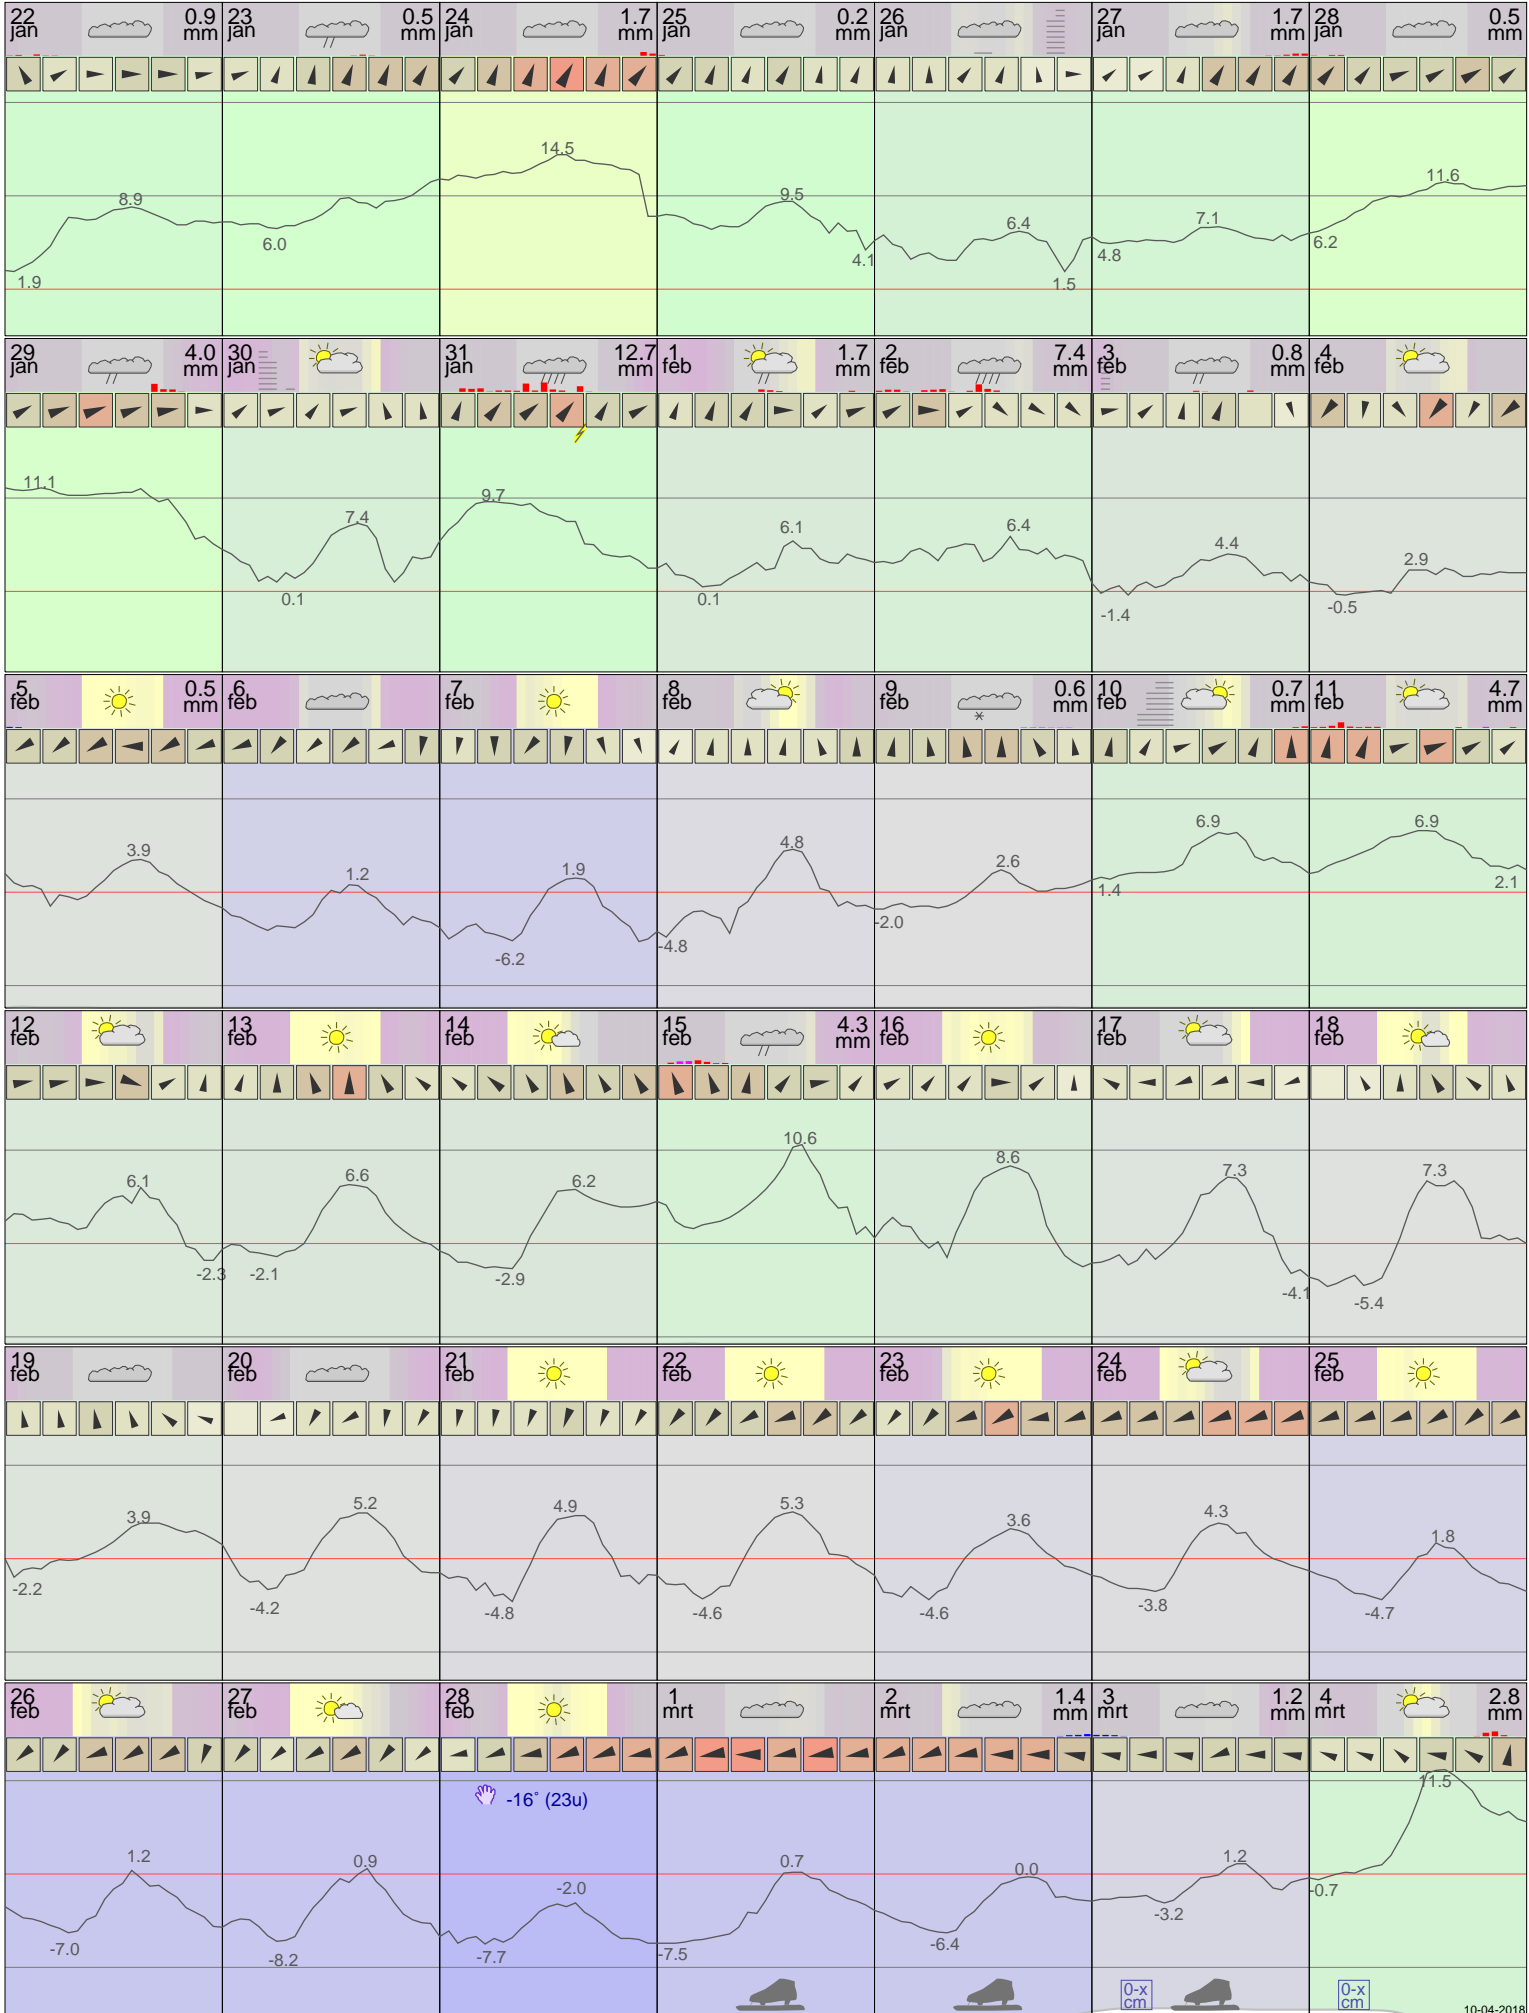 22 jan 0.9 mm
23 jan 0.5 mm
24 jan 1.7 mm
25 jan 0.2 mm
26 jan
27 jan 1.7 mm
28 jan 0.5 mm
1.9 8.9
6.0
14.5
9.5 4.1
6.4 1.5
4.8 7.1
6.2 11.6
29 jan 4.0 mm
30 jan
31 jan 12.7 mm
1 feb 1.7 mm
2 feb 7.4 mm
3 feb 0.8 mm
4 feb
11.1
0.1 7.4
9.7
0.1 6.1
6.4
-1.4 4.4
-0.5 2.9
5 feb 0.5 mm
6 feb
7 feb
8 feb
9 feb 0.6 mm
10 feb 0.7 mm
11 feb 4.7 mm
3.9
1.2
-6.2 1.9
-4.8 4.8
-2.0 2.6
1.4 6.9
6.9 2.1
12 feb
13 feb
14 feb
15 feb 4.3 mm
16 feb
17 feb
18 feb
6.1 -2.3
-2.1 6.6
-2.9 6.2
10.6
8.6
7.3 -4.1
-5.4 7.3
19 feb
20 feb
21 feb
22 feb
23 feb
24 feb
25 feb
-2.2 3.9
-4.2 5.2
-4.8 4.9
-4.6 5.3
-4.6 3.6
-3.8 4.3
-4.7 1.8
26 feb
27 feb
28 feb
1 mrt
2 mrt 1.4 mm
3 mrt 1.2 mm
4 mrt 2.8 mm
-16° (23u)
-7.0 1.2
-8.2 0.9
-7.7 -2.0
-7.5 0.7
-6.4 0.0
-3.2 1.2
-0.7 11.5
0-x cm
0-x cm
10-04-2018